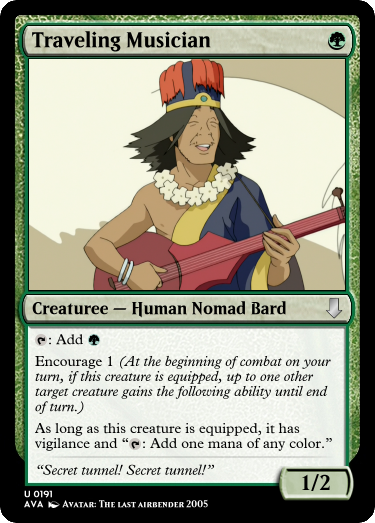 Traveling Musician
Creaturee — Human Nomad Bard
: Add
Encourage 1 (At the beginning of combat on your
turn, if this creature is equipped, up to one other
target creature gains the following ability until end
of turn.)
As long as this creature is equipped, it has
vigilance and “: Add one mana of any color.”
“Secret tunnel! Secret tunnel!”
1/2
U 0191
AVA Avatar: The last airbender 2005